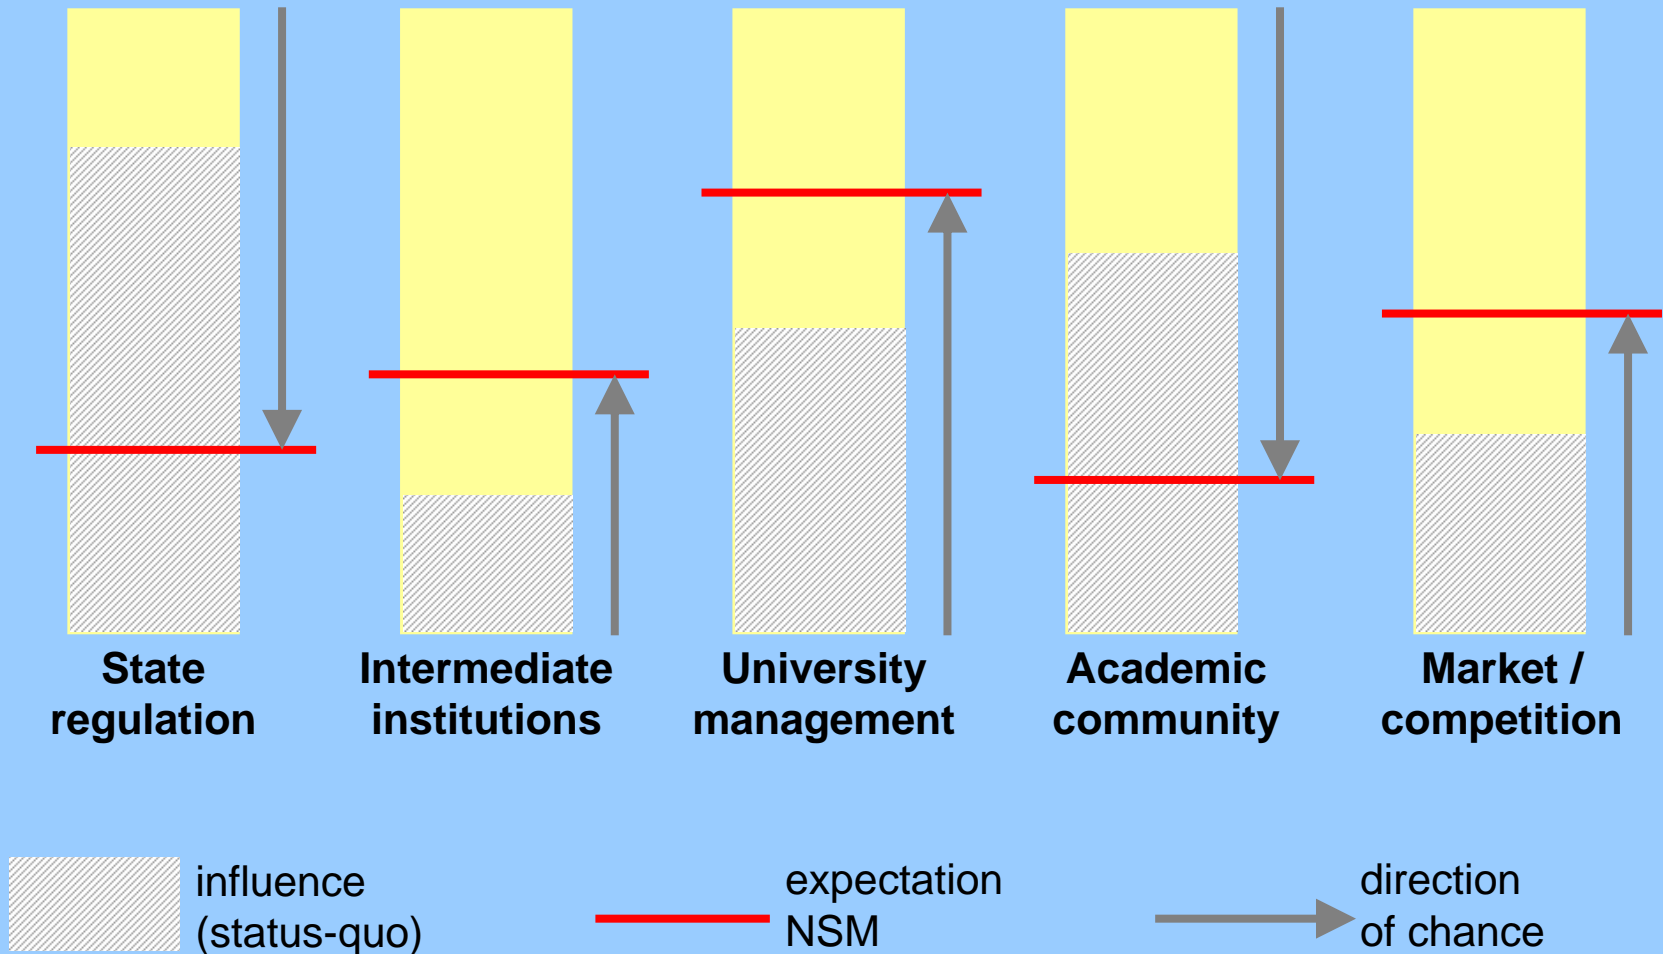 State
regulation
Intermediate
institutions
University
management
Academic
community
Market /
competition
influence
(status-quo)
expectation
NSM
direction
of chance